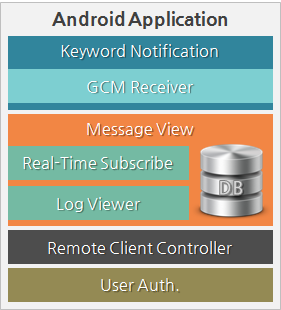 Android Application
Keyword Notification
GCM Receiver
Message View
Real-Time Subscribe
DB
Log Viewer
Remote Client Controller
User Auth.